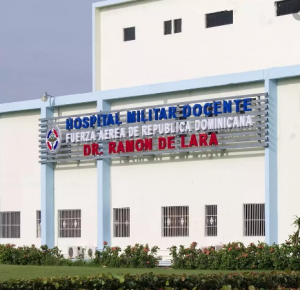 HOSPITAL MILITAR DOCENTE
FUERZA AEREA DE REPUBLICA DOMINICANA
DR. RAMON DE LARA